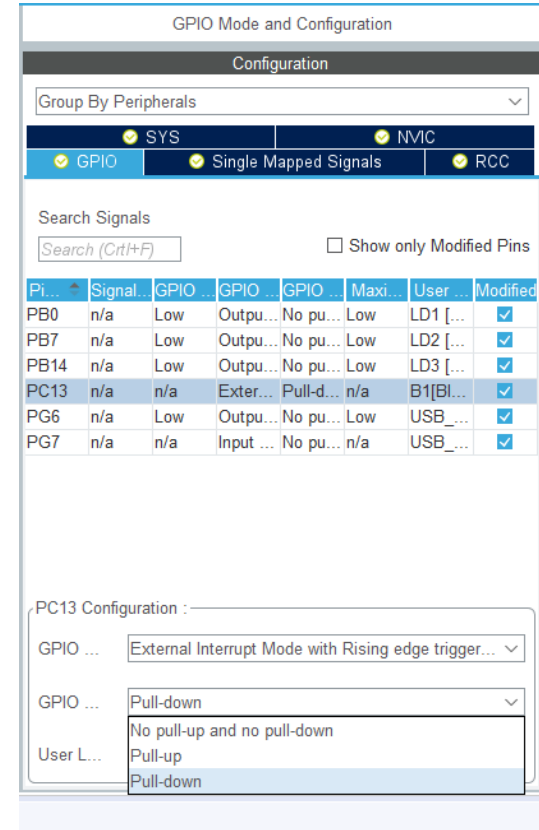 GPIO Mode and Configuration
Configuration
Group By Peripherals
SYS NVIC
GPIO Single Mapped Signals RCC
Search Signals
Search (Crtl+F) Show only Modified Pins
Pi... Signal... GPIO ... GPIO ... GPIO ... Maxi... User ... Modified
PB0 n/a Low Outpu... No pu... Low LD1 [...
PB7 n/a Low Outpu... No pu... Low LD2 [...
PB14 n/a Low Outpu... No pu... Low LD3 [...
PC13 n/a n/a Exter... Pull-d... n/a B1[Bl...
PG6 n/a Low Outpu... No pu... Low USB_...
PG7 n/a n/a Input ... No pu... n/a USB_...
PC13 Configuration :
GPIO ... External Interrupt Mode with Rising edge trigger...
GPIO ... Pull-down
No pull-up and no pull-down
User L... Pull-up
Pull-down